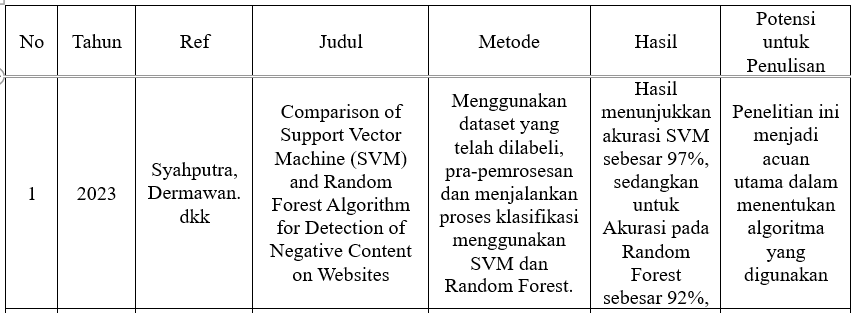 No
Tahun
Ref
Judul
Metode
Hasil
Potensi
untuk
Penulisan
1
2023
Syahputra,
Dermawan.
dkk
Comparison of
Support Vector
Machine (SVM)
and Random
Forest Algorithm
for Detection of
Negative Content
on Websites
Menggunakan
dataset yang
telah dilabeli,
pra-pemrosesan
dan menjalankan
proses klasifikasi
menggunakan
SVM dan
Random Forest.
Hasil
menunjukkan
akurasi SVM
sebesar 97%,
sedangkan
untuk
Akurasi pada
Random
Forest
sebesar 92%,
Penelitian ini
menjadi
acuan
utama dalam
menentukan
algoritma
yang
digunakan